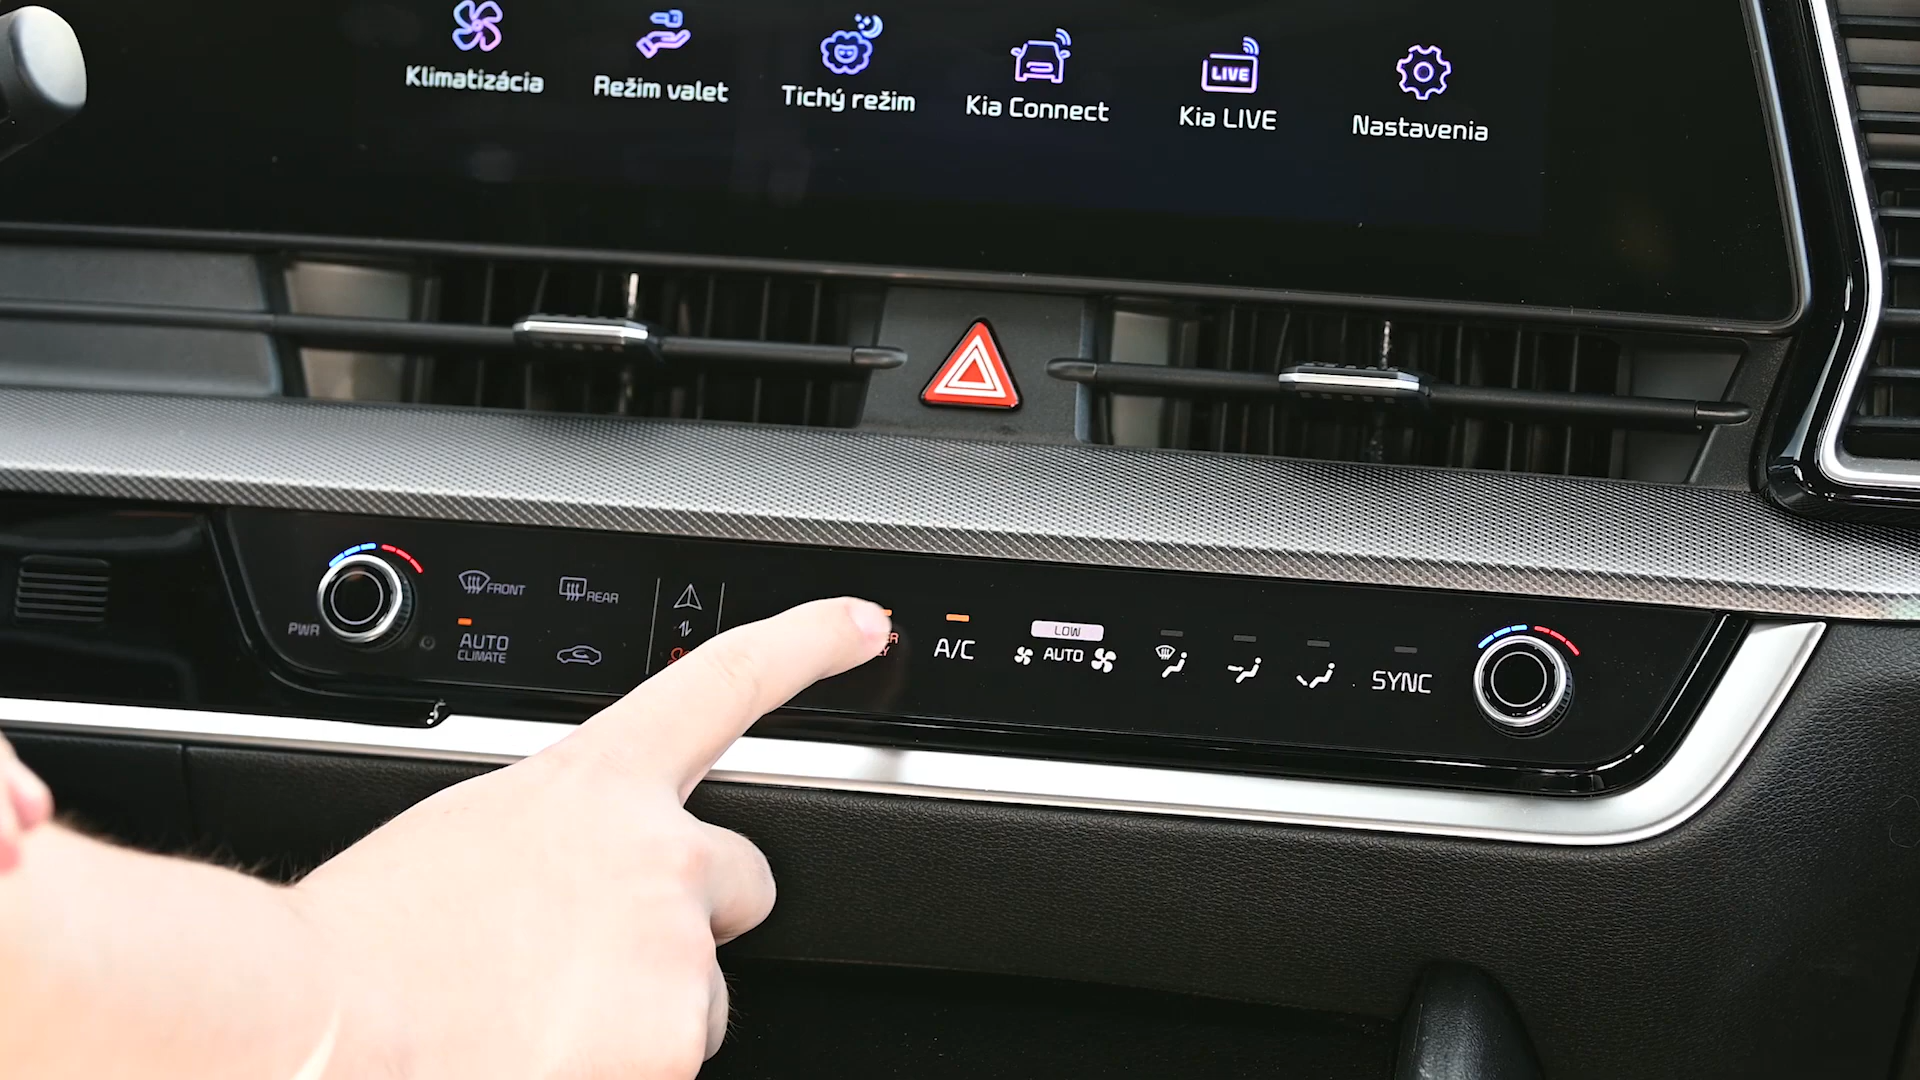 Klimatizácia
Režim valet
Tichý režim
Kia Connect
LIVE
Kia LIVE
Nastavenia
PWR
FRONT
REAR
AUTO
CLIMATE
A/C
LOW
AUTO
SYNC